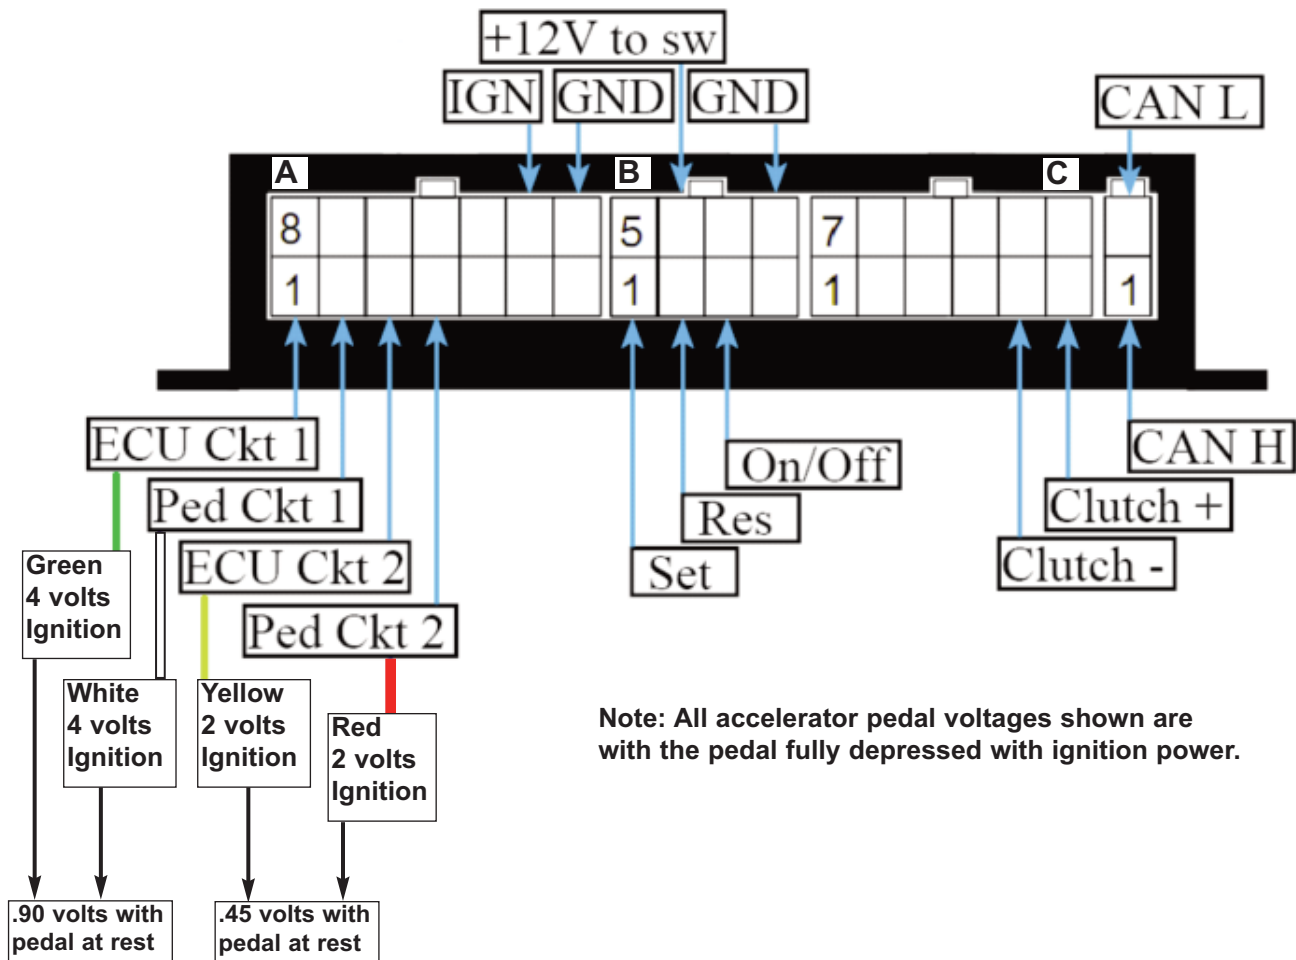 +12V to sw
IGN
GND
GND
CAN L
A
B
C
8
5
7
1
1
1
1
ECU Ckt 1
On/Off
CAN H
Ped Ckt 1
Res
Clutch +
ECU Ckt 2
Set
Clutch -
Ped Ckt 2
Green
4 volts
Ignition
White
4 volts
Ignition
Yellow
2 volts
Ignition
Red
2 volts
Ignition
Note: All accelerator pedal voltages shown are
with the pedal fully depressed with ignition power.
.90 volts with
pedal at rest
.45 volts with
pedal at rest